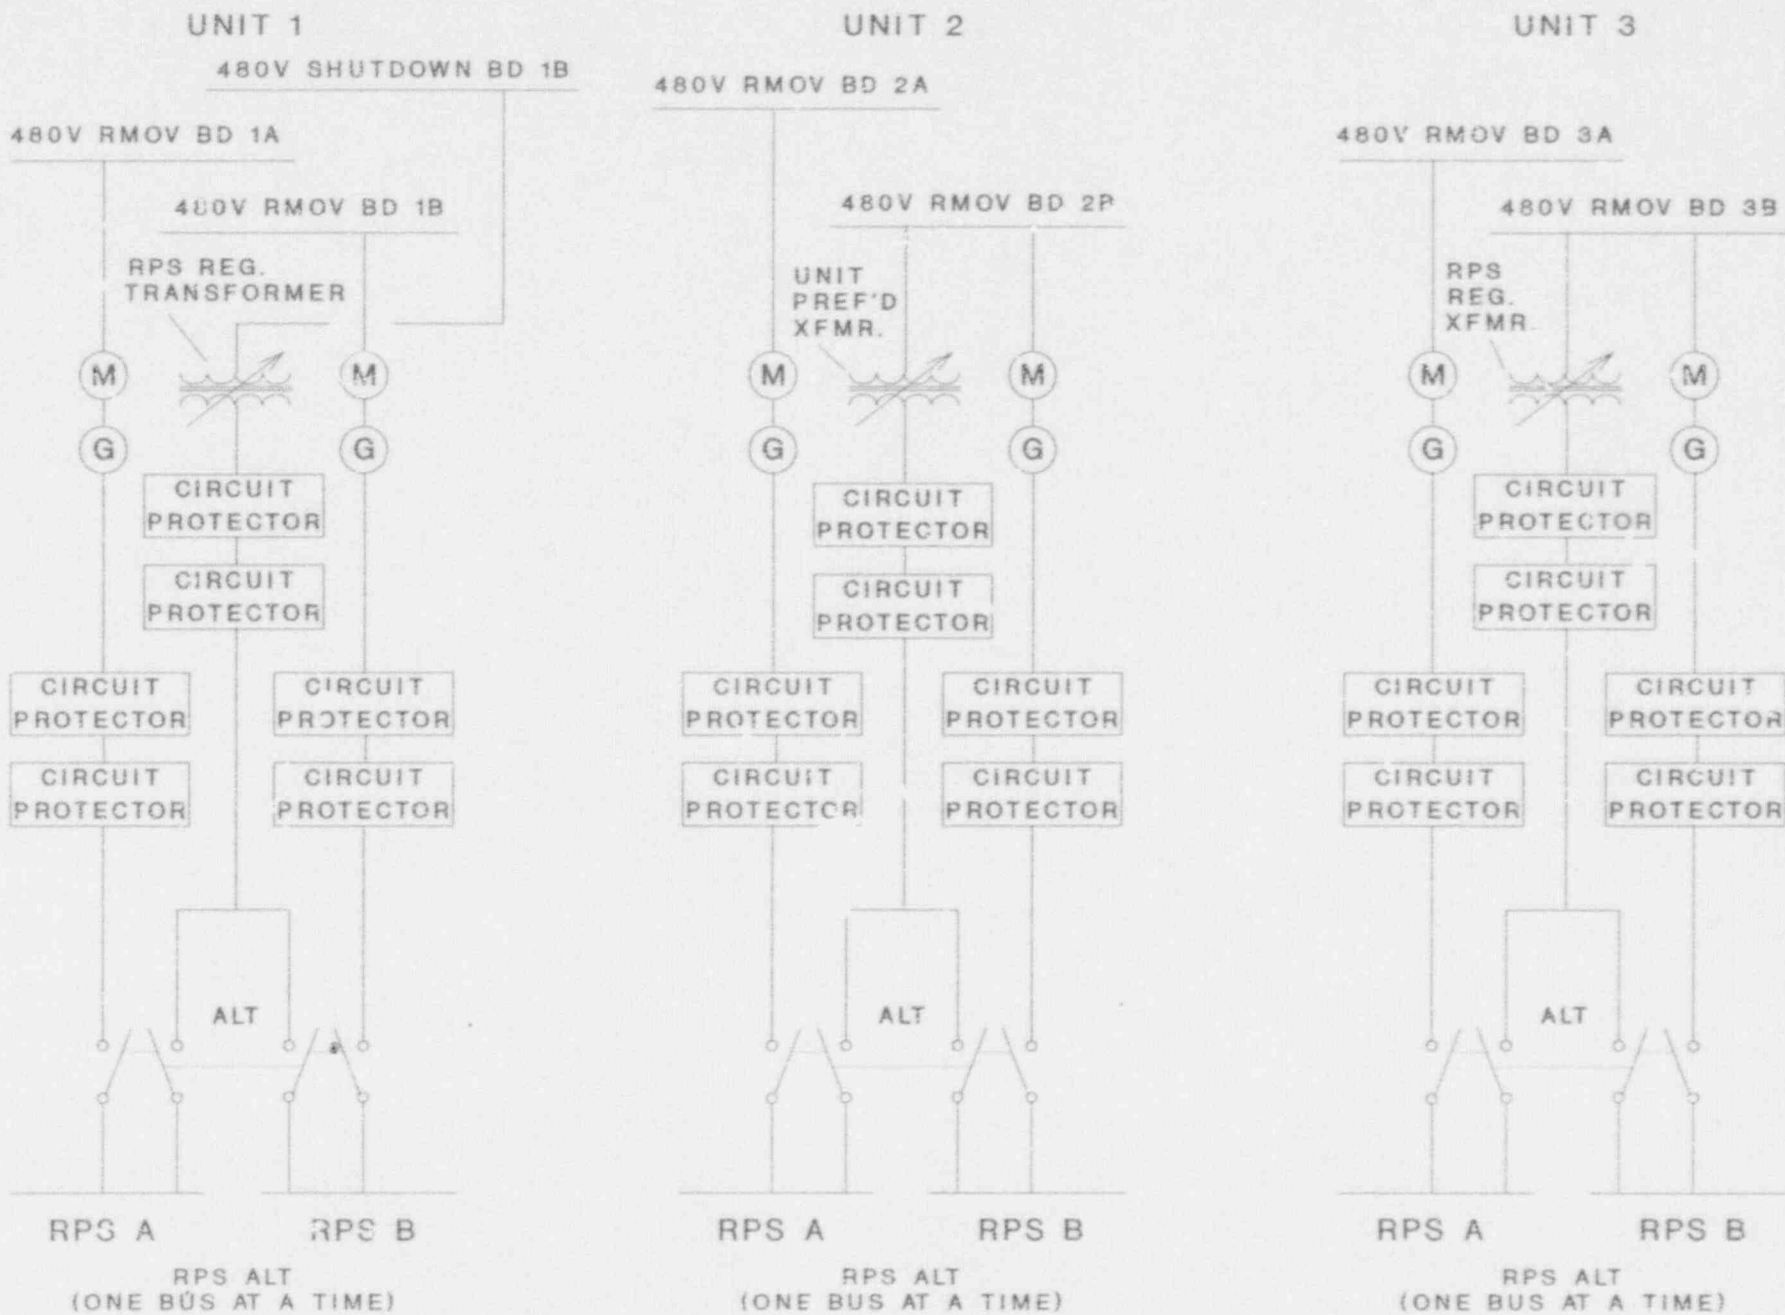 UNIT 1
480V SHUTDOWN BD 1B
480V RMOV BD 1A
480V RMOV BD 1B
RPS REG.
TRANSFORMER
M
M
G
G
CIRCUIT
PROTECTOR
CIRCUIT
PROTECTOR
CIRCUIT
PROTECTOR
CIRCUIT
PROTECTOR
CIRCUIT
PROTECTOR
CIRCUIT
PROTECTOR
ALT
RPS A
RPS B
RPS ALT
(ONE BUS AT A TIME)
UNIT 2
480V RMOV BD 2A
480V RMOV BD 2P
UNIT
PREF'D
XFMR.
M
M
G
G
CIRCUIT
PROTECTOR
CIRCUIT
PROTECTOR
CIRCUIT
PROTECTOR
CIRCUIT
PROTECTOR
CIRCUIT
PROTECTOR
CIRCUIT
PROTECTOR
ALT
RPS A
RPS B
RPS ALT
(ONE BUS AT A TIME)
UNIT 3
480V RMOV BD 3A
480V RMOV BD 3B
RPS
REG.
XFMR.
M
M
G
G
CIRCUIT
PROTECTOR
CIRCUIT
PROTECTOR
CIRCUIT
PROTECTOR
CIRCUIT
PROTECTOR
CIRCUIT
PROTECTOR
CIRCUIT
PROTECTOR
ALT
RPS A
RPS B
RPS ALT
(ONE BUS AT A TIME)